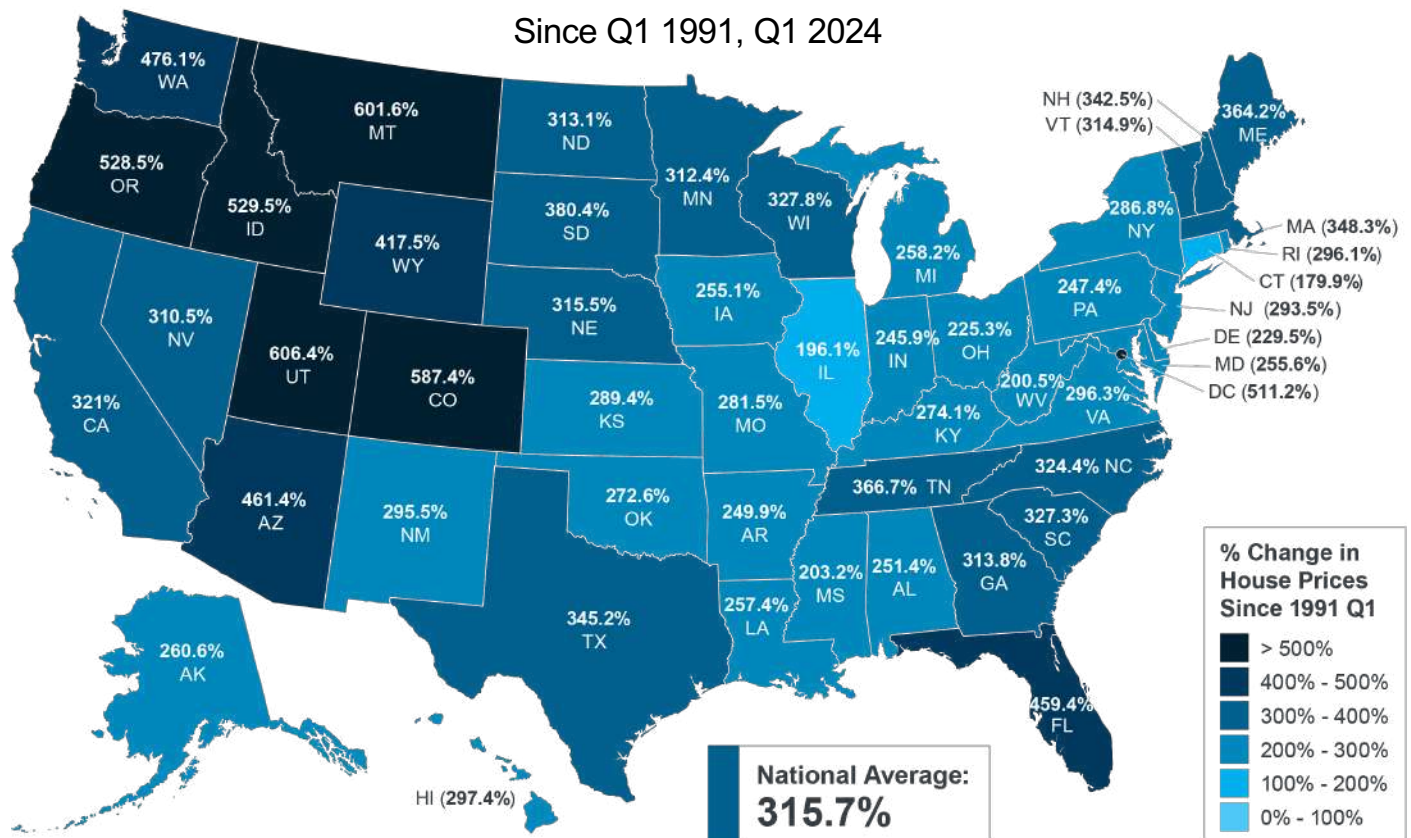 Since Q1 1991, Q1 2024
476.1%
WA
601.6%
MT
313.1%
ND
312.4%
MN
NH (342.5%)
VT (314.9%)
364.2%
ME
528.5%
OR
529.5%
ID
380.4%
SD
327.8%
WI
286.8%
NY
MA (348.3%)
RI (296.1%)
CT (179.9%)
NJ (293.5%)
DE (229.5%)
MD (255.6%)
DC (511.2%)
417.5%
WY
258.2%
MI
247.4%
PA
310.5%
NV
315.5%
NE
255.1%
IA
196.1%
IL
245.9%
IN
225.3%
OH
606.4%
UT
587.4%
CO
321%
CA
289.4%
KS
281.5%
MO
274.1%
KY
200.5%
WV
296.3%
VA
366.7% TN
324.4% NC
461.4%
AZ
295.5%
NM
272.6%
OK
249.9%
AR
327.3%
SC
203.2%
MS
251.4%
AL
313.8%
GA
257.4%
LA
345.2%
TX
260.6%
AK
459.4%
FL
HI (297.4%)
National Average:
315.7%
% Change in
House Prices
Since 1991 Q1
> 500%
400% - 500%
300% - 400%
200% - 300%
100% - 200%
0% - 100%